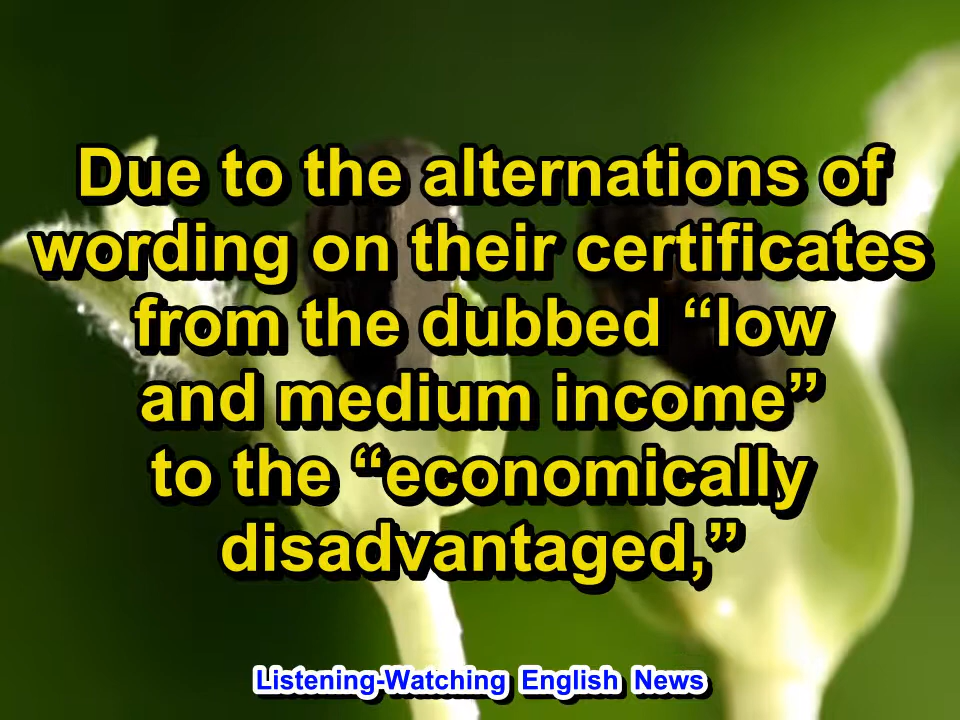 Due to the alternations of
wording on their certificates
from the dubbed “low
and medium income”
to the “economically
disadvantaged,”
Listening-Watching English News